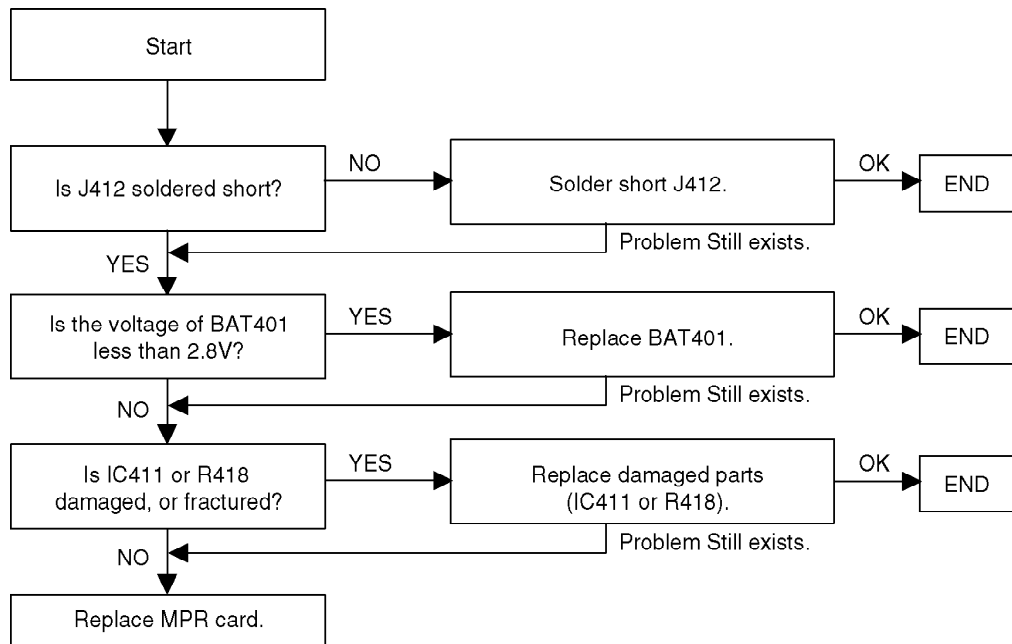 Start
Is J412 soldered short?
NO
Solder short J412.
OK
END
Problem Still exists.
YES
Is the voltage of BAT401
less than 2.8V?
YES
Replace BAT401.
OK
END
Problem Still exists.
NO
Is IC411 or R418
damaged, or fractured?
YES
Replace damaged parts
(IC411 or R418).
OK
END
Problem Still exists.
NO
Replace MPR card.